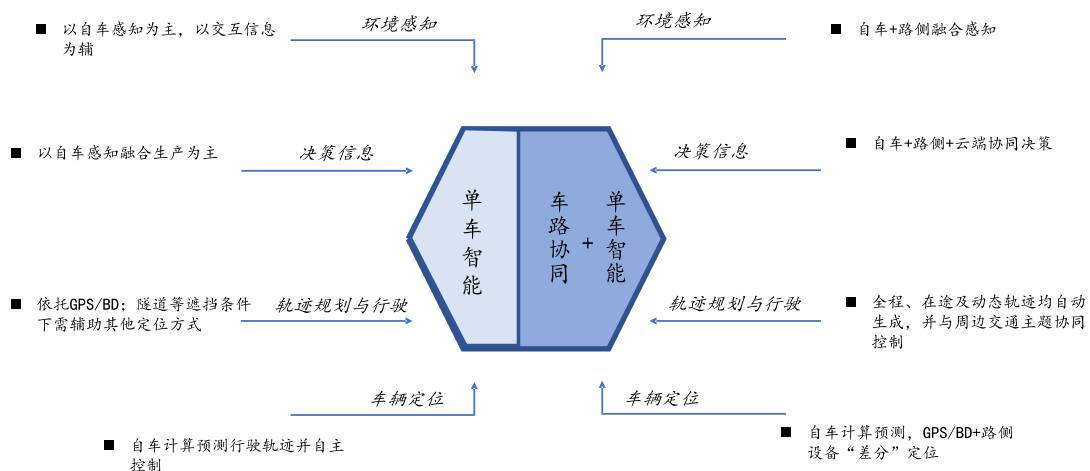 ■ 以自车感知为主，以交互信息
为辅
环境感知
■ 以自车感知融合生产为主
决策信息
■ 依托GPS/BD；隧道等遮挡条件
下需辅助其他定位方式
轨迹规划与行驶
车辆定位
■ 自车计算预测行驶轨迹并自主
控制
单车智能
车路协同
+
单车智能
环境感知
■ 自车+路侧融合感知
决策信息
■ 自车+路侧+云端协同决策
轨迹规划与行驶
■ 全程、在途及动态轨迹均自动
生成，并与周边交通主题协同
控制
车辆定位
■ 自车计算预测，GPS/BD+路侧
设备“差分”定位